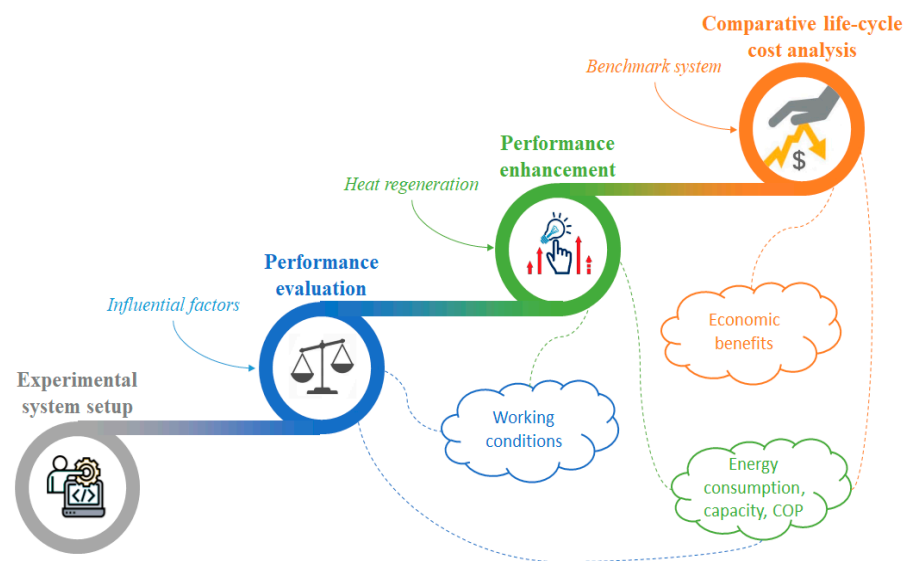 Comparative life-cycle
cost analysis
Benchmark system
Performance
enhancement
Heat regeneration
Performance
evaluation
Influential factors
Economic
benefits
Experimental
system setup
Working
conditions
Energy
consumption,
capacity, COP
$
</>